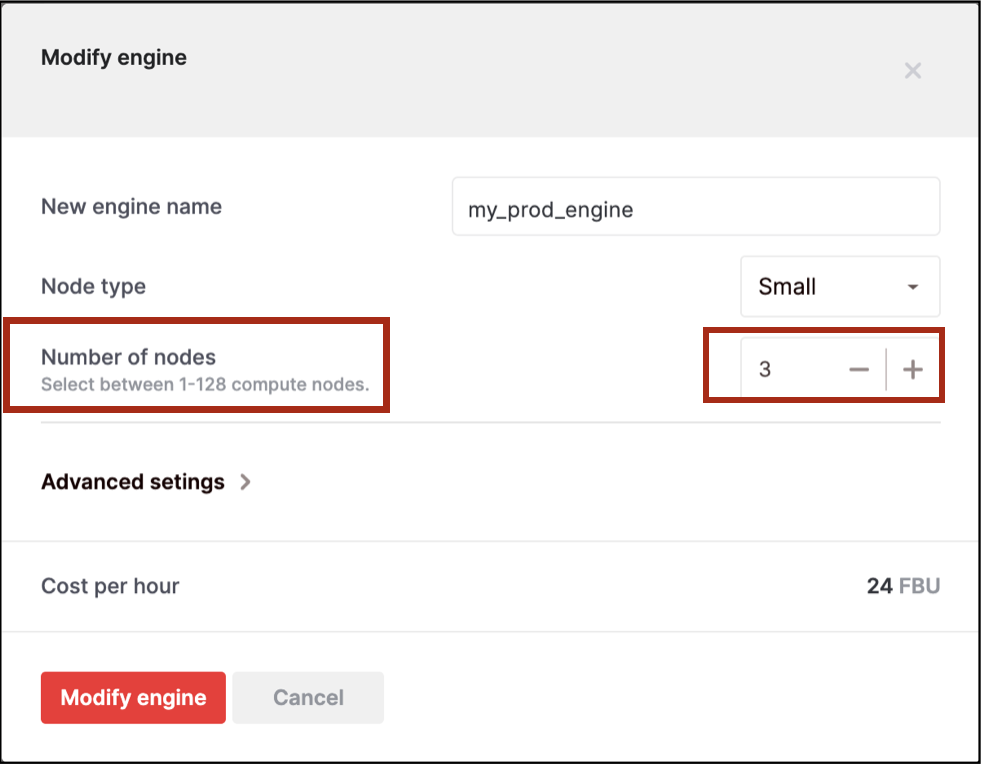 Modify engine
New engine name
my_prod_engine
Node type
Small
Number of nodes
Select between 1-128 compute nodes.
3
Advanced setings
Cost per hour
24 FBU
Modify engine
Cancel